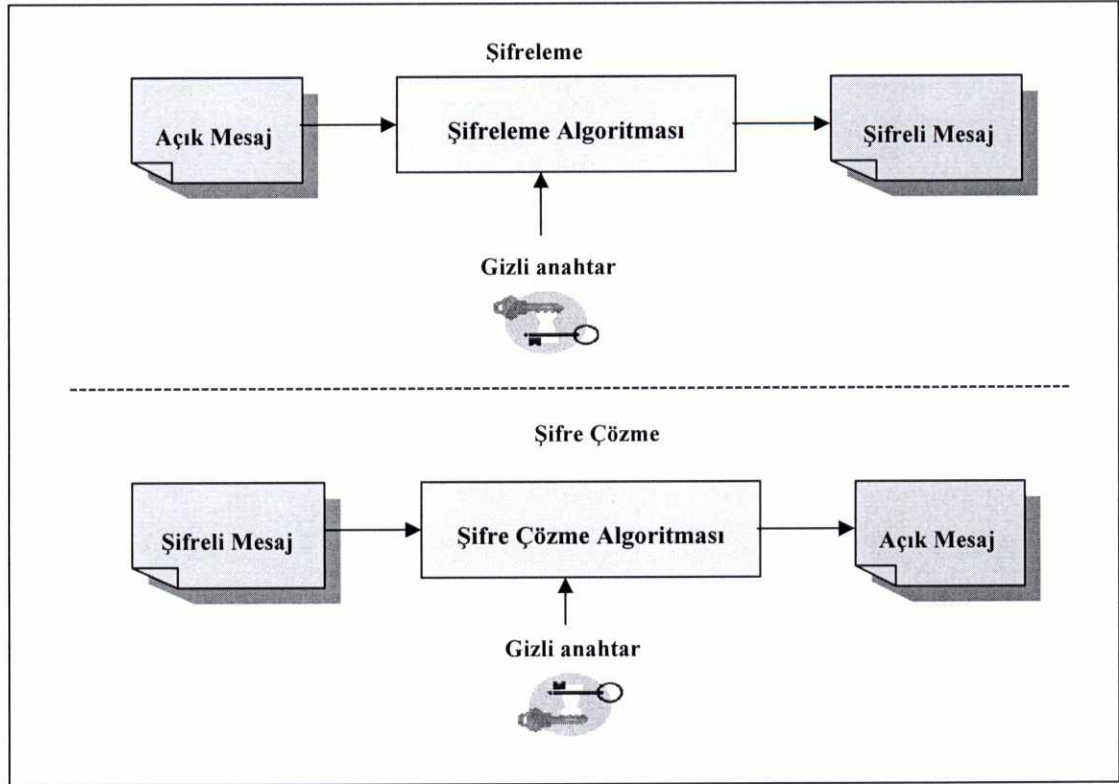 Şifreleme
Açık Mesaj
Şifreleme Algoritması
Şifreli Mesaj
Gizli anahtar
Şifre Çözme
Şifreli Mesaj
Şifre Çözme Algoritması
Açık Mesaj
Gizli anahtar